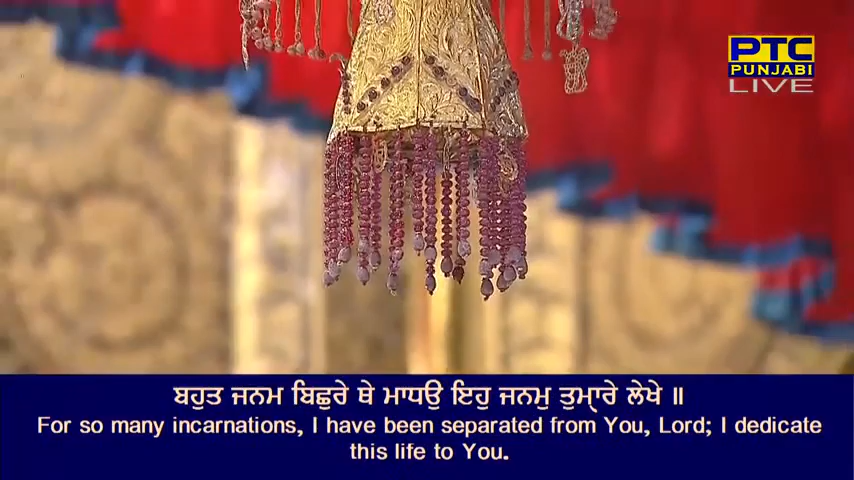 PTC
PUNJABI
LIVE
ਬਹੁਤ ਜਨਮ ਬਿਛੁਰੇ ਥੇ ਮਾਧਉ ਇਹੁ ਜਨਮੁ ਤੁਮ੍ਹਾਰੇ ਲੇਖੇ ॥
For so many incarnations, I have been separated from You, Lord; I dedicate
this life to You.